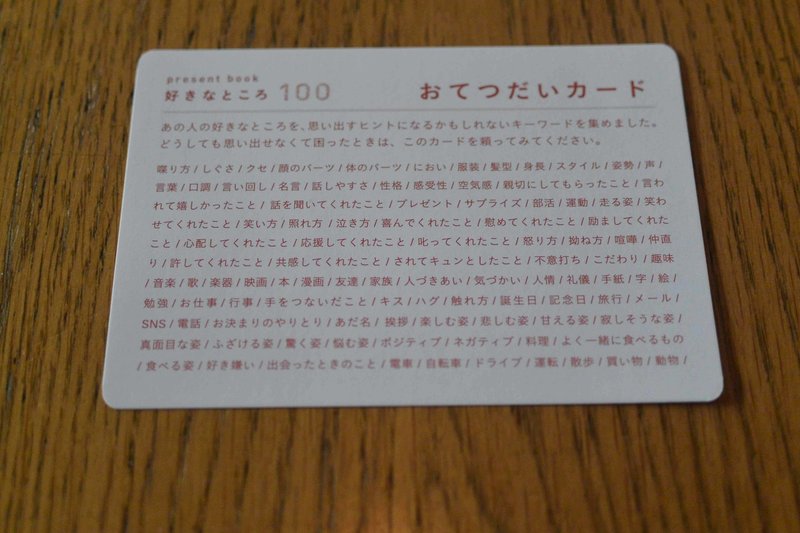 present book
好きなところ 100 おてつだいカード
あの人の好きなところを、思い出すヒントになるかもしれないキーワードを集めました。
どうしても思い出せなくて困ったときは、このカードを頼ってみてください。
喋り方 / しぐさ / クセ / 顔のパーツ / 体のパーツ / におい / 服装 / 髪型 / 身長 / スタイル / 姿勢 / 声 /
言葉 / 口調 / 言い回し / 名言 / 話しやすさ / 性格 / 感受性 / 空気感 / 親切にしてもらったこと / 言わ
れて嬉しかったこと / 話を聞いてくれたこと / プレゼント / サプライズ / 部活 / 運動 / 走る姿 / 笑わ
せてくれたこと / 笑い方 / 照れ方 / 泣き方 / 喜んでくれたこと / 慰めてくれたこと / 励ましてくれた
こと / 心配してくれたこと / 応援してくれたこと / 叱ってくれたこと / 怒り方 / 拗ね方 / 喧嘩 / 仲直
り / 許してくれたこと / 共感してくれたこと / されてキュンとしたこと / 不意打ち / こだわり / 趣味
/ 音楽 / 歌 / 楽器 / 映画 / 本 / 漫画 / 友達 / 家族 / 人づきあい / 気づかい / 人情 / 礼儀 / 手紙 / 字 / 絵 /
勉強 / お仕事 / 行事 / 手をつないだこと / キス / ハグ / 触れ方 / 誕生日 / 記念日 / 旅行 / メール /
SNS / 電話 / お決まりのやりとり / あだ名 / 挨拶 / 楽しむ姿 / 悲しむ姿 / 甘える姿 / 寂しそうな姿 /
真面目な姿 / ふざける姿 / 驚く姿 / 悩む姿 / ポジティブ / ネガティブ / 料理 / よく一緒に食べるもの
/ 食べる姿 / 好き嫌い / 出会ったときのこと / 電車 / 自転車 / ドライブ / 運転 / 散歩 / 買い物 / 動物 /